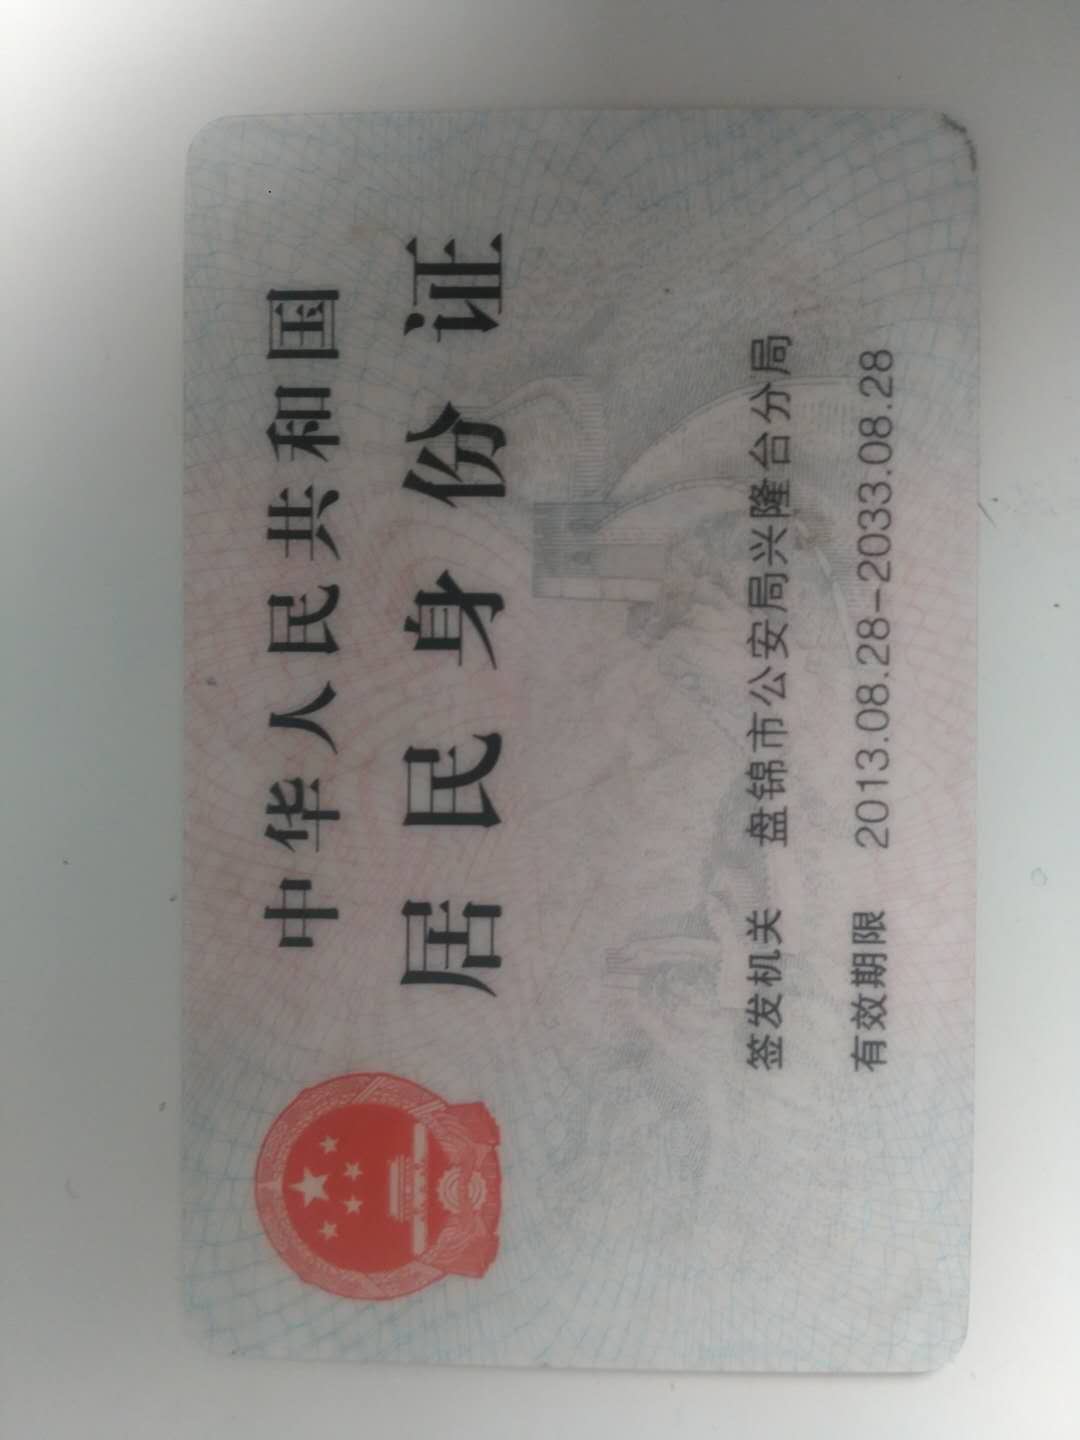 中华人民共和国
居民身份证
签发机关 盘锦市公安局兴隆台分局
有效期限 2013.08.28-2033.08.28